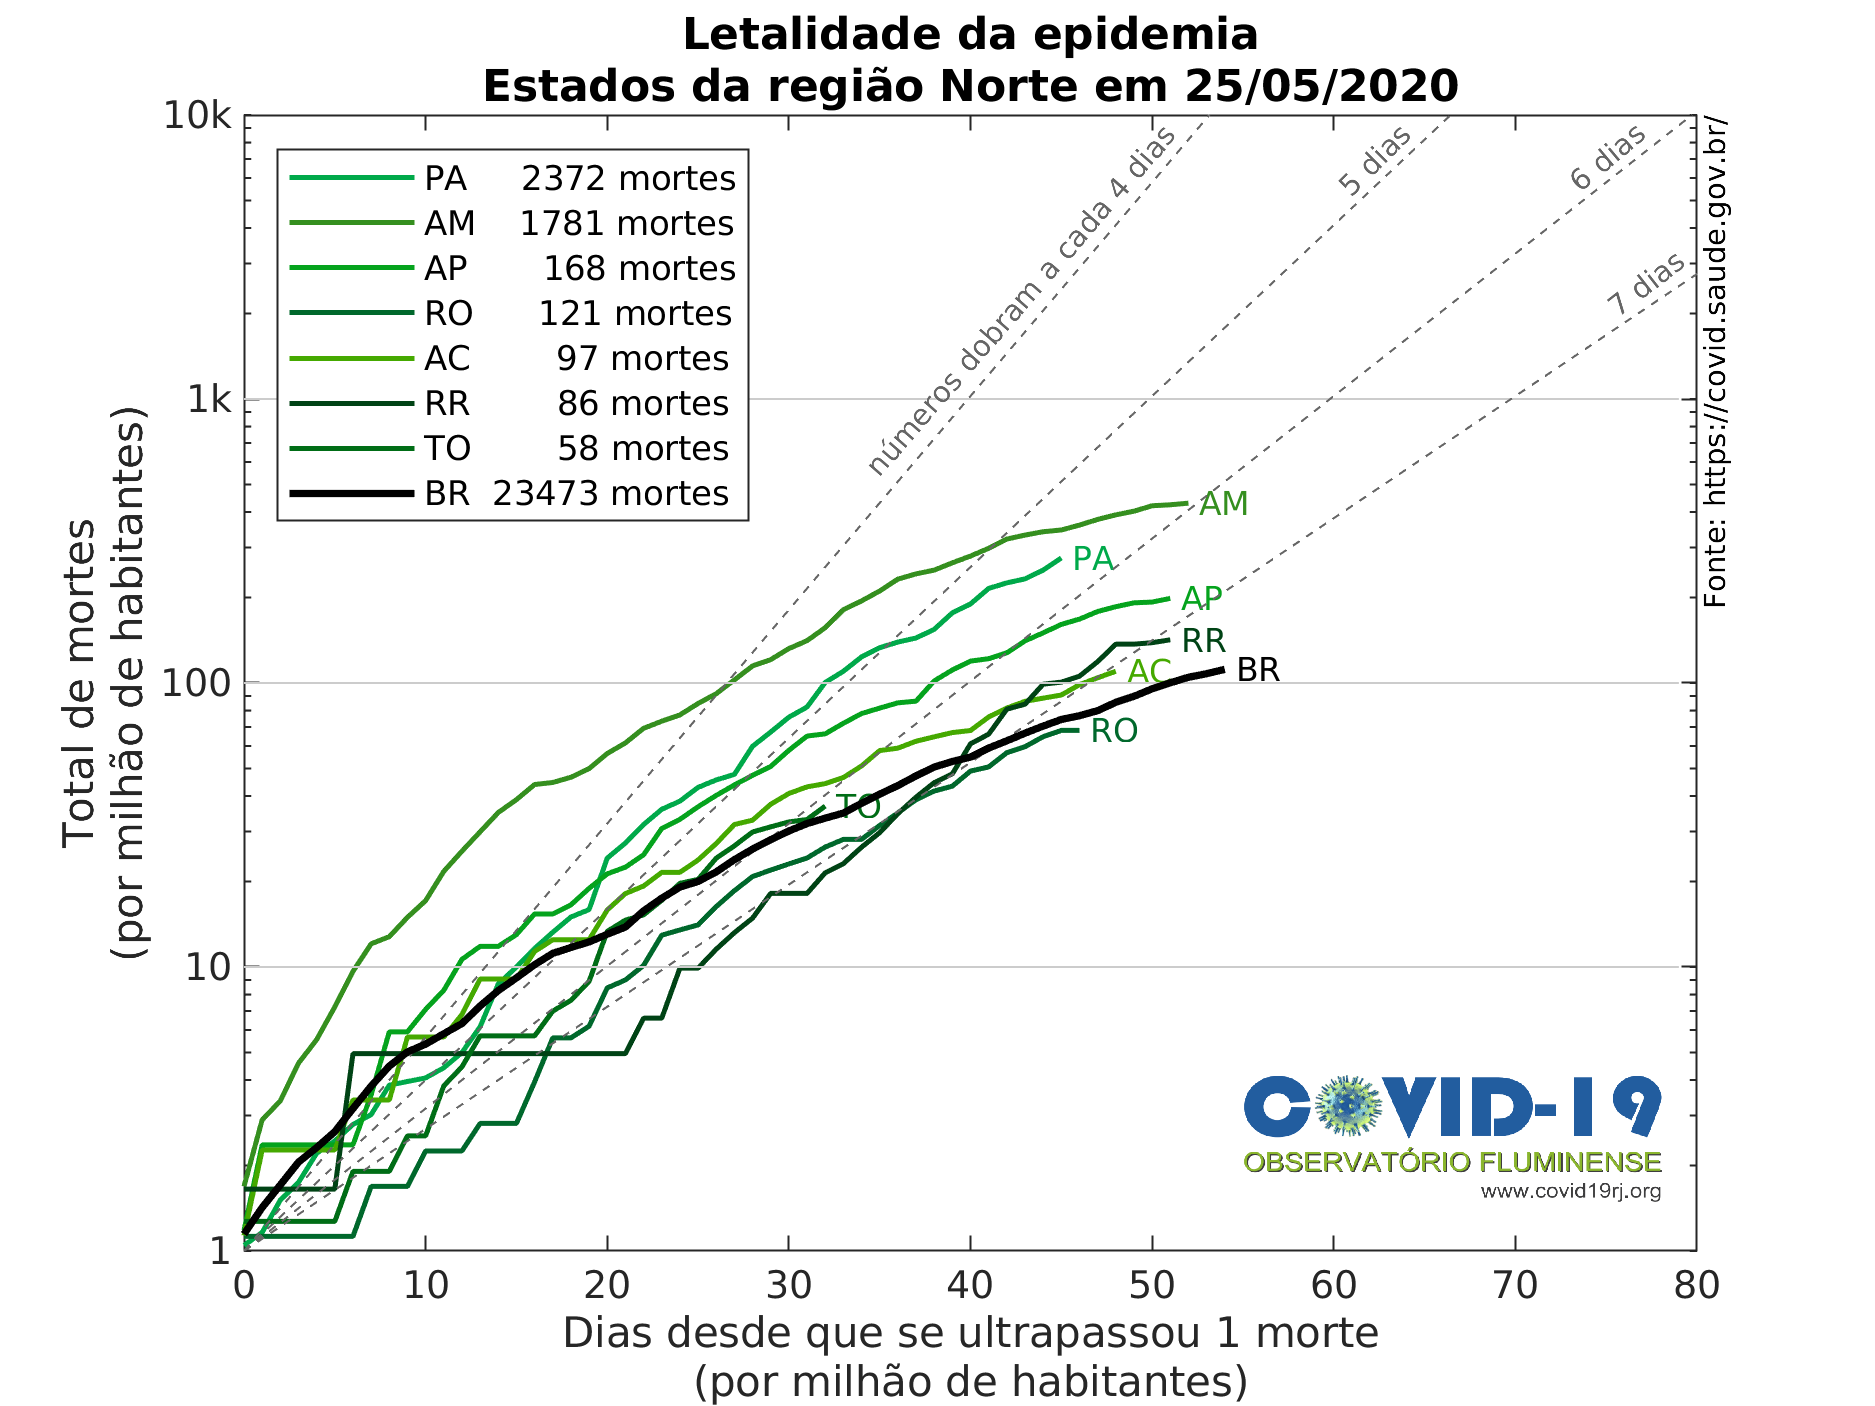 Letalidade da epidemia
Estados da região Norte em 25/05/2020
10k
1k
100
10
1
Total de mortes
(por milhão de habitantes)
PA 2372 mortes
AM 1781 mortes
AP 168 mortes
RO 121 mortes
AC 97 mortes
RR 86 mortes
TO 58 mortes
BR 23473 mortes
números dobram a cada 4 dias
5 dias
6 dias
7 dias
AM
PA
AP
RR
AC
BR
RO
TO
Fonte: https://covid.saude.gov.br/
COVID-19
OBSERVATÓRIO FLUMINENSE
www.covid19rj.org
0 10 20 30 40 50 60 70 80
Dias desde que se ultrapassou 1 morte
(por milhão de habitantes)